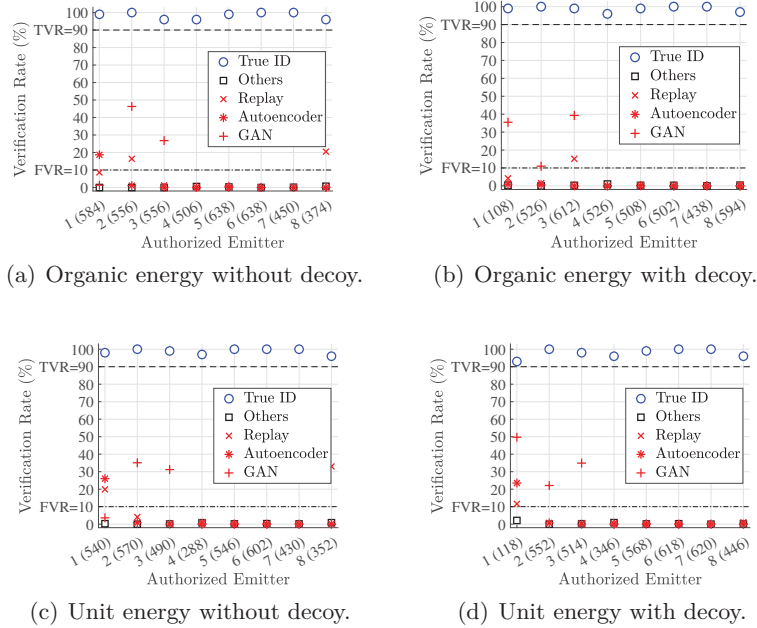 100
TVR=90
80
70
60
50
40
30
20
FVR=10
0
Verification Rate (%)
True ID
Others
Replay
Autoencoder
GAN
1 (584)
2 (556)
3 (556)
4 (506)
5 (638)
6 (638)
7 (450)
8 (374)
Authorized Emitter
(a) Organic energy without decoy.
100
TVR=90
80
70
60
50
40
30
20
FVR=10
0
Verification Rate (%)
True ID
Others
Replay
Autoencoder
GAN
1 (108)
2 (526)
3 (612)
4 (526)
5 (508)
6 (502)
7 (438)
8 (594)
Authorized Emitter
(b) Organic energy with decoy.
100
TVR=90
80
70
60
50
40
30
20
FVR=10
0
Verification Rate (%)
True ID
Others
Replay
Autoencoder
GAN
1 (540)
2 (570)
3 (490)
4 (288)
5 (546)
6 (602)
7 (430)
8 (352)
Authorized Emitter
(c) Unit energy without decoy.
100
TVR=90
80
70
60
50
40
30
20
FVR=10
0
Verification Rate (%)
True ID
Others
Replay
Autoencoder
GAN
1 (118)
2 (552)
3 (514)
4 (346)
5 (568)
6 (618)
7 (620)
8 (446)
Authorized Emitter
(d) Unit energy with decoy.